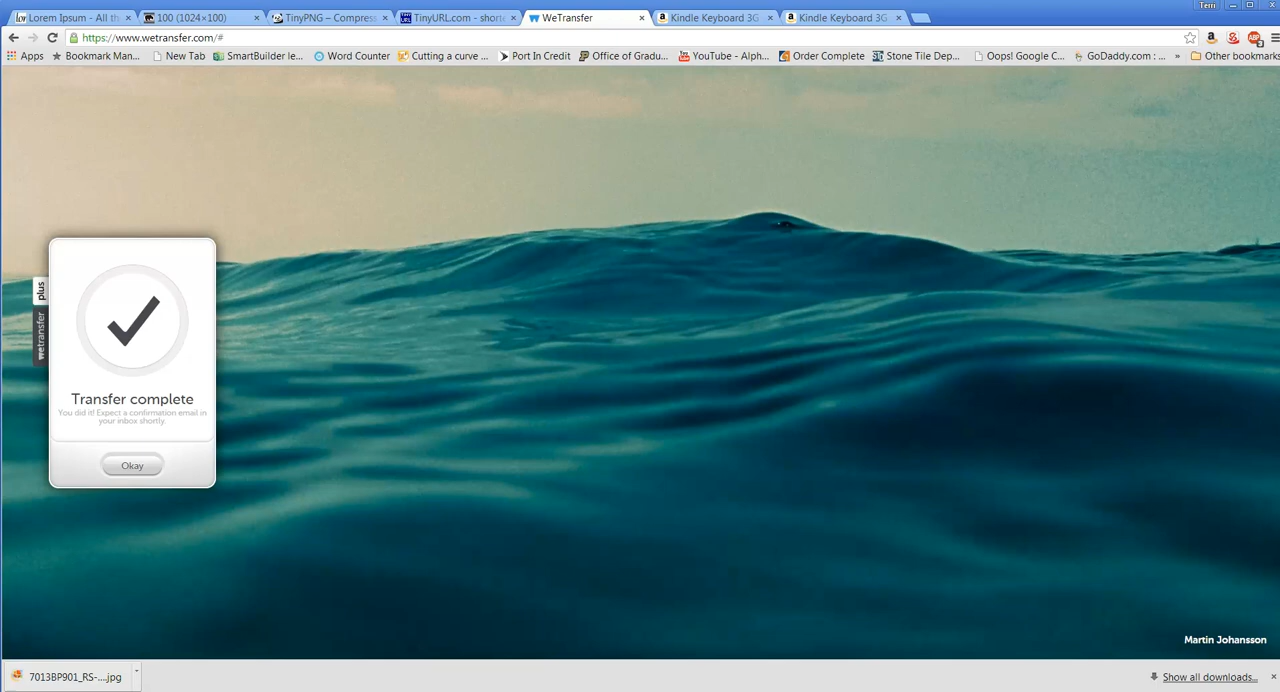 Terri
Lorem Ipsum - All th
100 (1024×100)
TinyPNG – Compress
TinyURL.com - shorte
WeTransfer
Kindle Keyboard 3G
Kindle Keyboard 3G
https://www.wetransfer.com/#
Apps
Bookmark Man...
New Tab
SmartBuilder le...
Word Counter
Cutting a curve ...
Port In Credit
Office of Gradu...
YouTube - Alph...
Order Complete
Stone Tile Dep...
Oops! Google C...
GoDaddy.com : ...
»
Other bookmarks
plus
wetransfer
Transfer complete
You did it! Expect a confirmation email in
your inbox shortly.
Okay
Martin Johansson
7013BP901_RS-....jpg
Show all downloads...